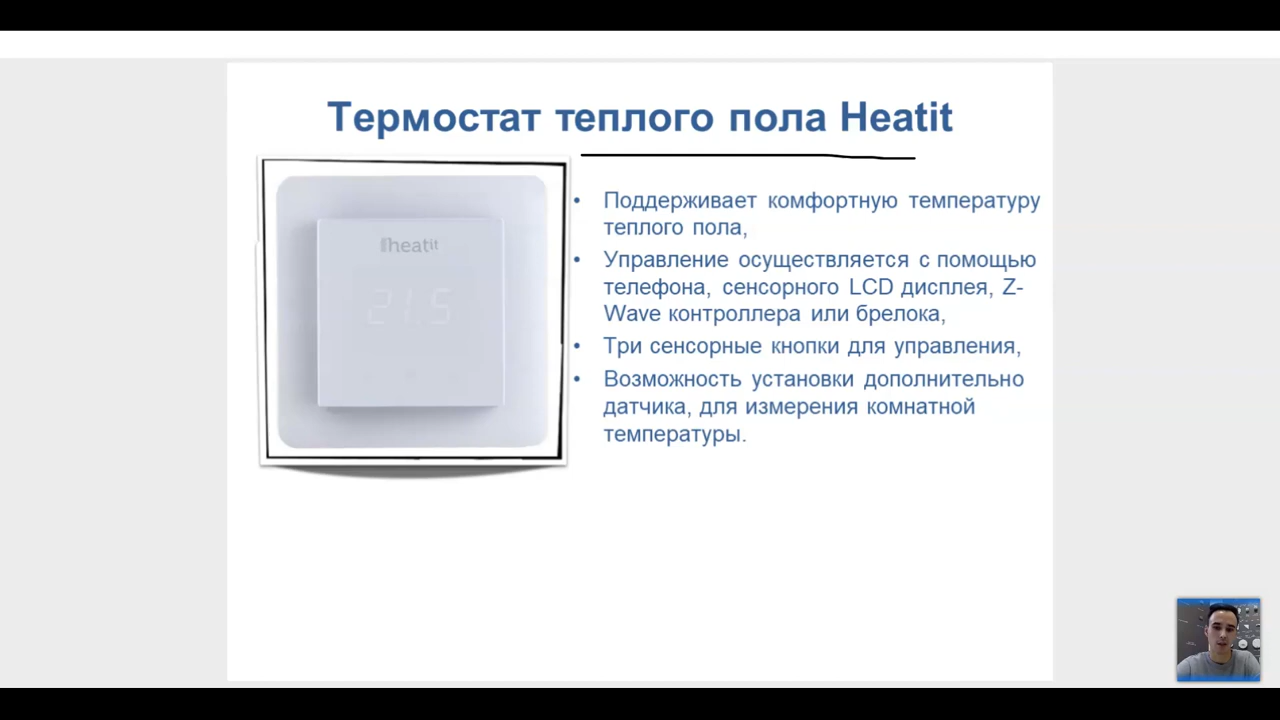 Термостат теплого пола Heatit
heatit
21.5
• Поддерживает комфортную температуру
теплого пола,
• Управление осуществляется с помощью
телефона, сенсорного LCD дисплея, Z-
Wave контроллера или брелока,
• Три сенсорные кнопки для управления,
• Возможность установки дополнительно
датчика, для измерения комнатной
температуры.